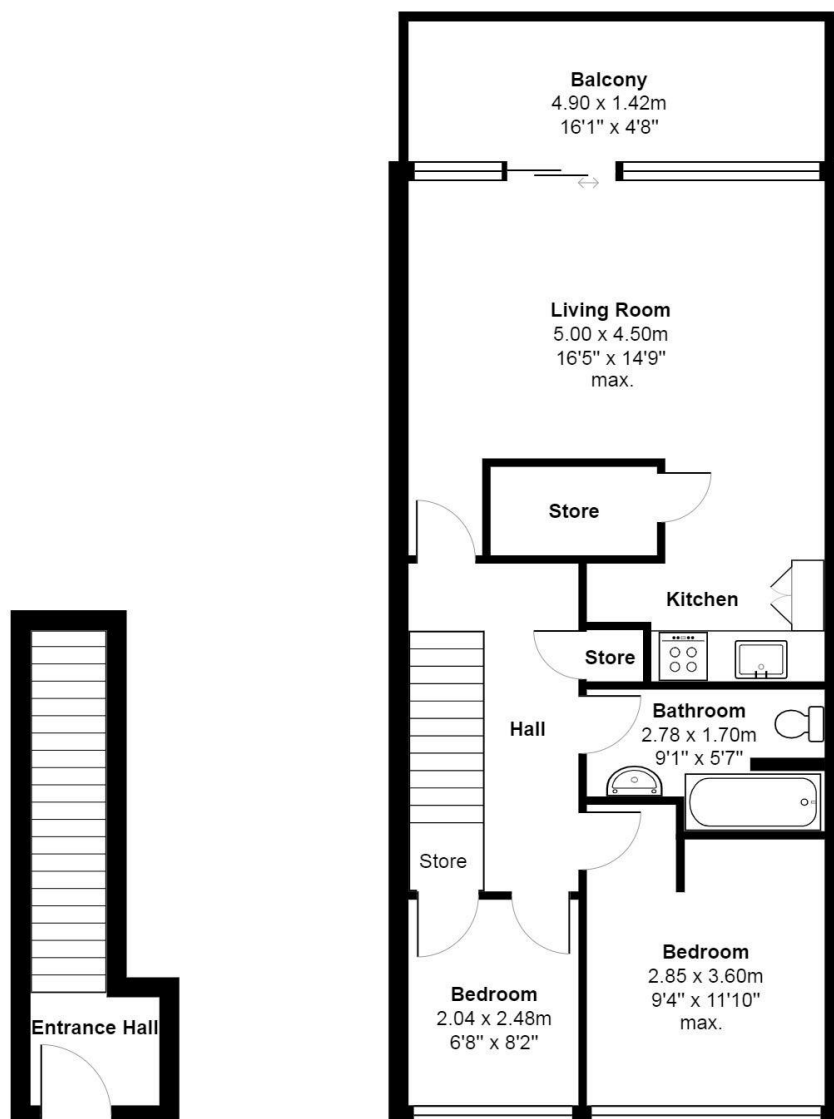 Balcony
4.90 x 1.42m
16'1" x 4'8"
Living Room
5.00 x 4.50m
16'5" x 14'9"
max.
Store
Kitchen
Store
Bathroom
2.78 x 1.70m
9'1" x 5'7"
Hall
Store
Bedroom
2.85 x 3.60m
9'4" x 11'10"
max.
Bedroom
2.04 x 2.48m
6'8" x 8'2"
Entrance Hall